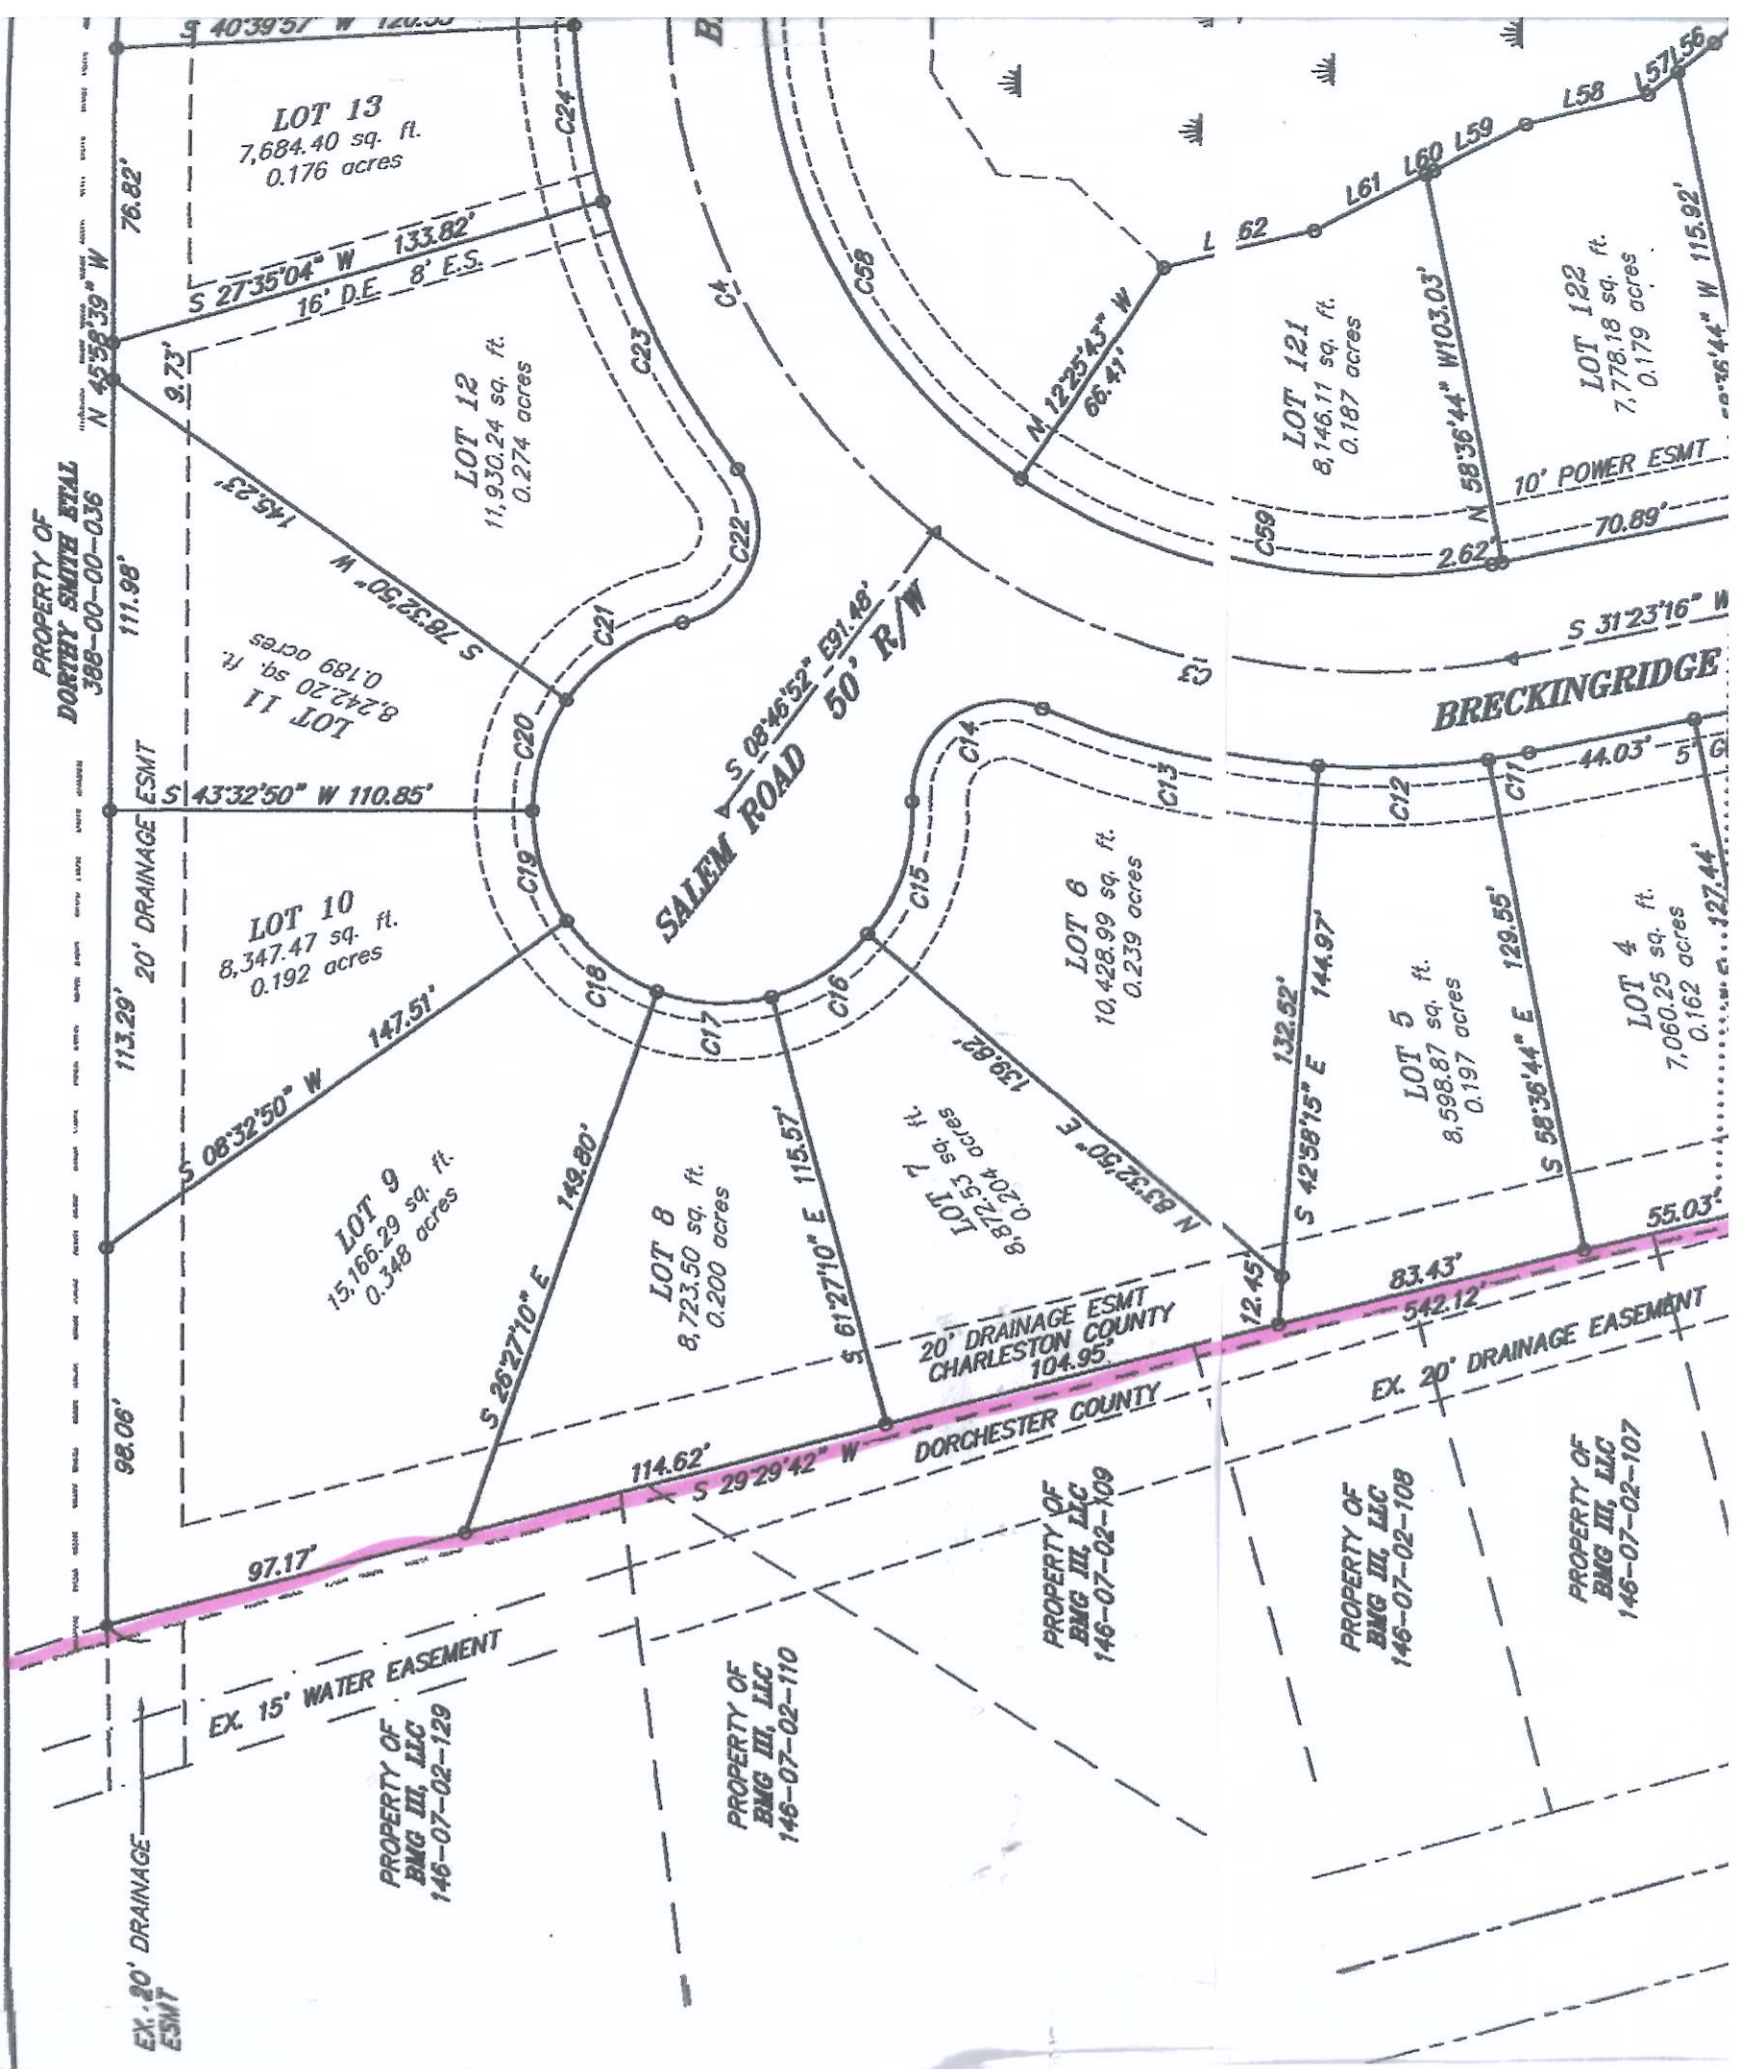 S 40°39'57" W 120.55'
LOT 13
7,684.40 sq. ft.
0.176 acres
C24
76.82'
N 45°58'39" W
S 27°35'04" W 133.82'
16' D.E. 8' E.S.
9.73'
PROPERTY OF
DORTHY SMITH ETAL
388-00-00-036
LOT 12
11,930.24 sq. ft.
0.274 acres
C23
C4
C58
C22
145.23'
S 78°32'50" W
111.98'
LOT 11
8,242.20 sq. ft.
0.189 acres
C21
C20
S 43°32'50" W 110.85'
20' DRAINAGE ESMT
LOT 10
8,347.47 sq. ft.
0.192 acres
C19
C18
113.29'
S 08°32'50" W
147.51'
S 08°46'52" E91.48'
SALEM ROAD
50' R/W
L56
L57
L58
L59
L60
L61
L 62
115.92'
N 12°25'43" W
66.41'
LOT 121
8,146.11 sq. ft.
0.187 acres
N 58°36'44" W103.03'
LOT 122
7,778.18 sq. ft.
0.179 acres
10' POWER ESMT
C59
2.62'
70.89'
S 31°23'16" W
C3
BRECKINGRIDGE
C14
C13
C12
C11
44.03'
C15
C16
C17
LOT 6
10,428.99 sq. ft.
0.239 acres
132.52'
144.97'
S 42°58'15" E
LOT 5
8,598.87 sq. ft.
0.197 acres
129.55'
S 58°36'44" E
LOT 4
7,060.25 sq. ft.
0.162 acres
127.44'
139.82'
N 83°32'50" E
LOT 7
8,872.53 sq. ft.
0.204 acres
115.57'
S 61°27'10" E
LOT 8
8,723.50 sq. ft.
0.200 acres
149.80'
S 26°27'10" E
LOT 9
15,166.29 sq. ft.
0.348 acres
98.06'
97.17'
114.62'
S 29°29'42" W
20' DRAINAGE ESMT
CHARLESTON COUNTY
104.95'
DORCHESTER COUNTY
12.45'
83.43'
542.12'
55.03'
EX. 20' DRAINAGE EASEMENT
EX. 15' WATER EASEMENT
EX. 20' DRAINAGE
ESMT
PROPERTY OF
BMG III, LLC
146-07-02-129
PROPERTY OF
BMG III, LLC
146-07-02-110
PROPERTY OF
BMG III, LLC
146-07-02-109
PROPERTY OF
BMG III, LLC
146-07-02-108
PROPERTY OF
BMG III, LLC
146-07-02-107